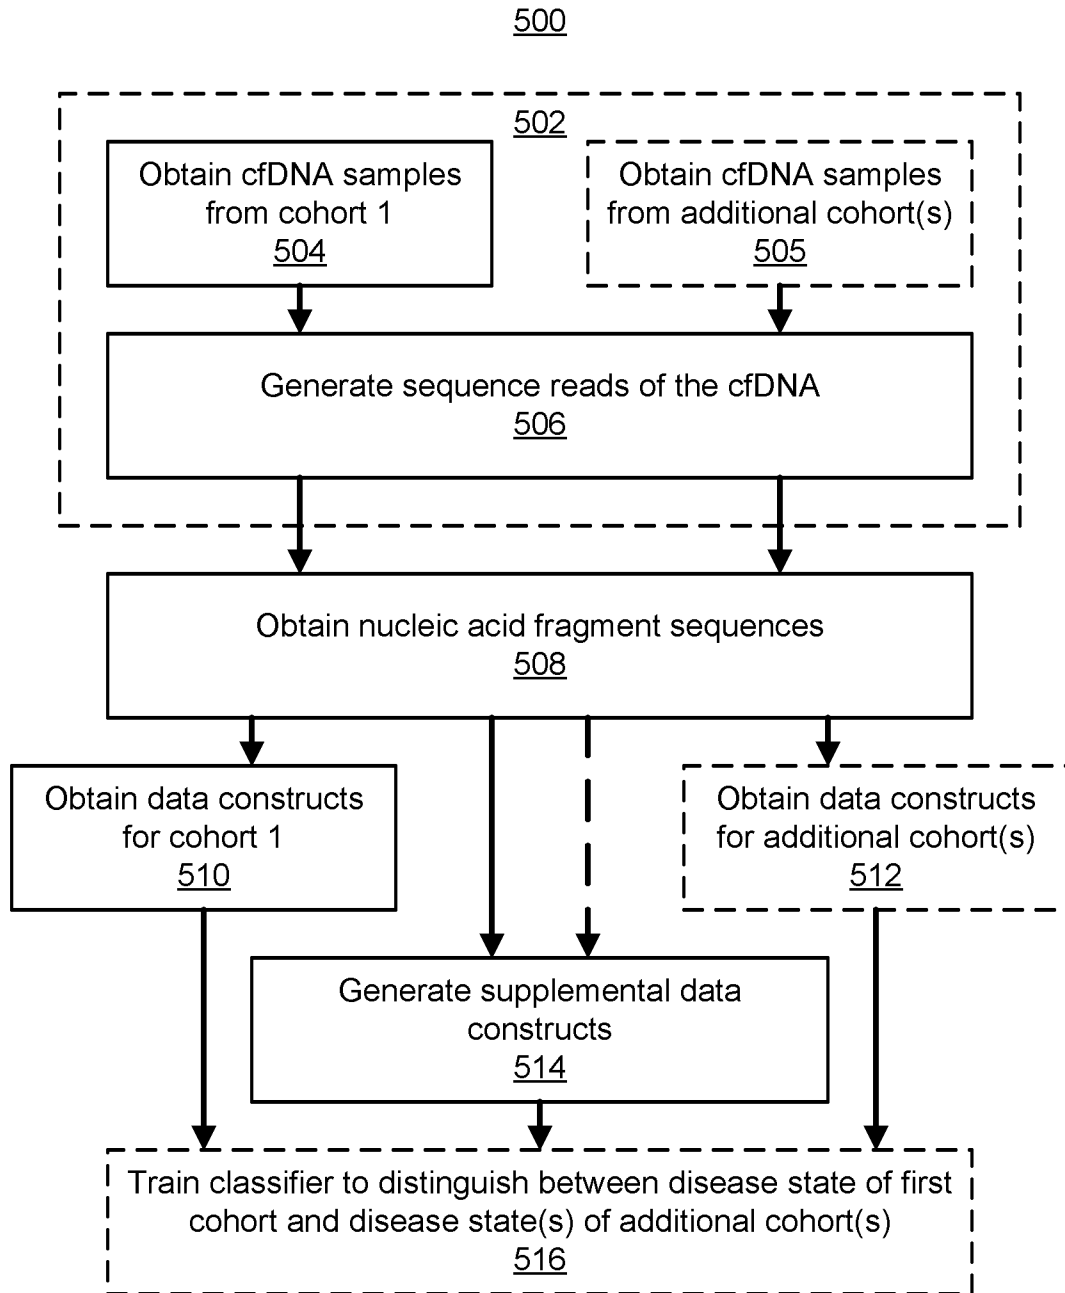 500
502
Obtain cfDNA samples
from cohort 1
504
Obtain cfDNA samples
from additional cohort(s)
505
Generate sequence reads of the cfDNA
506
Obtain nucleic acid fragment sequences
508
Obtain data constructs
for cohort 1
510
Obtain data constructs
for additional cohort(s)
512
Generate supplemental data
constructs
514
Train classifier to distinguish between disease state of first
cohort and disease state(s) of additional cohort(s)
516